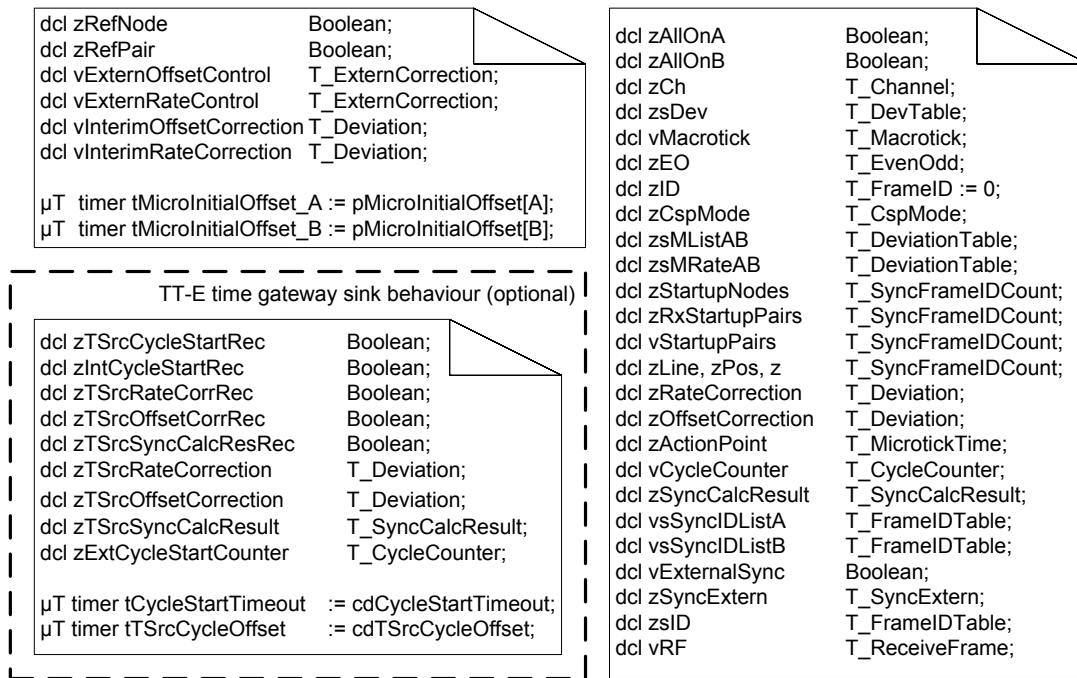 dcl zRefNode Boolean;
dcl zRefPair Boolean;
dcl vExternOffsetControl T_ExternCorrection;
dcl vExternRateControl T_ExternCorrection;
dcl vInterimOffsetCorrection T_Deviation;
dcl vInterimRateCorrection T_Deviation;
µT timer tMicroInitialOffset_A := pMicroInitialOffset[A];
µT timer tMicroInitialOffset_B := pMicroInitialOffset[B];
TT-E time gateway sink behaviour (optional)
dcl zTSrcCycleStartRec Boolean;
dcl zIntCycleStartRec Boolean;
dcl zTSrcRateCorrRec Boolean;
dcl zTSrcOffsetCorrRec Boolean;
dcl zTSrcSyncCalcResRec Boolean;
dcl zTSrcRateCorrection T_Deviation;
dcl zTSrcOffsetCorrection T_Deviation;
dcl zTSrcSyncCalcResult T_SyncCalcResult;
dcl zExtCycleStartCounter T_CycleCounter;
µT timer tCycleStartTimeout := cdCycleStartTimeout;
µT timer tTSrcCycleOffset := cdTSrcCycleOffset;
dcl zAllOnA Boolean;
dcl zAllOnB Boolean;
dcl zCh T_Channel;
dcl zsDev T_DevTable;
dcl vMacrotick T_Macrotick;
dcl zEO T_EvenOdd;
dcl zID T_FrameID := 0;
dcl zCspMode T_CspMode;
dcl zsMListAB T_DeviationTable;
dcl zsMRateAB T_DeviationTable;
dcl zStartupNodes T_SyncFrameIDCount;
dcl zRxStartupPairs T_SyncFrameIDCount;
dcl vStartupPairs T_SyncFrameIDCount;
dcl zLine, zPos, z T_SyncFrameIDCount;
dcl zRateCorrection T_Deviation;
dcl zOffsetCorrection T_Deviation;
dcl zActionPoint T_MicrotickTime;
dcl vCycleCounter T_CycleCounter;
dcl zSyncCalcResult T_SyncCalcResult;
dcl vsSyncIDListA T_FrameIDTable;
dcl vsSyncIDListB T_FrameIDTable;
dcl vExternalSync Boolean;
dcl zSyncExtern T_SyncExtern;
dcl zsID T_FrameIDTable;
dcl vRF T_ReceiveFrame;